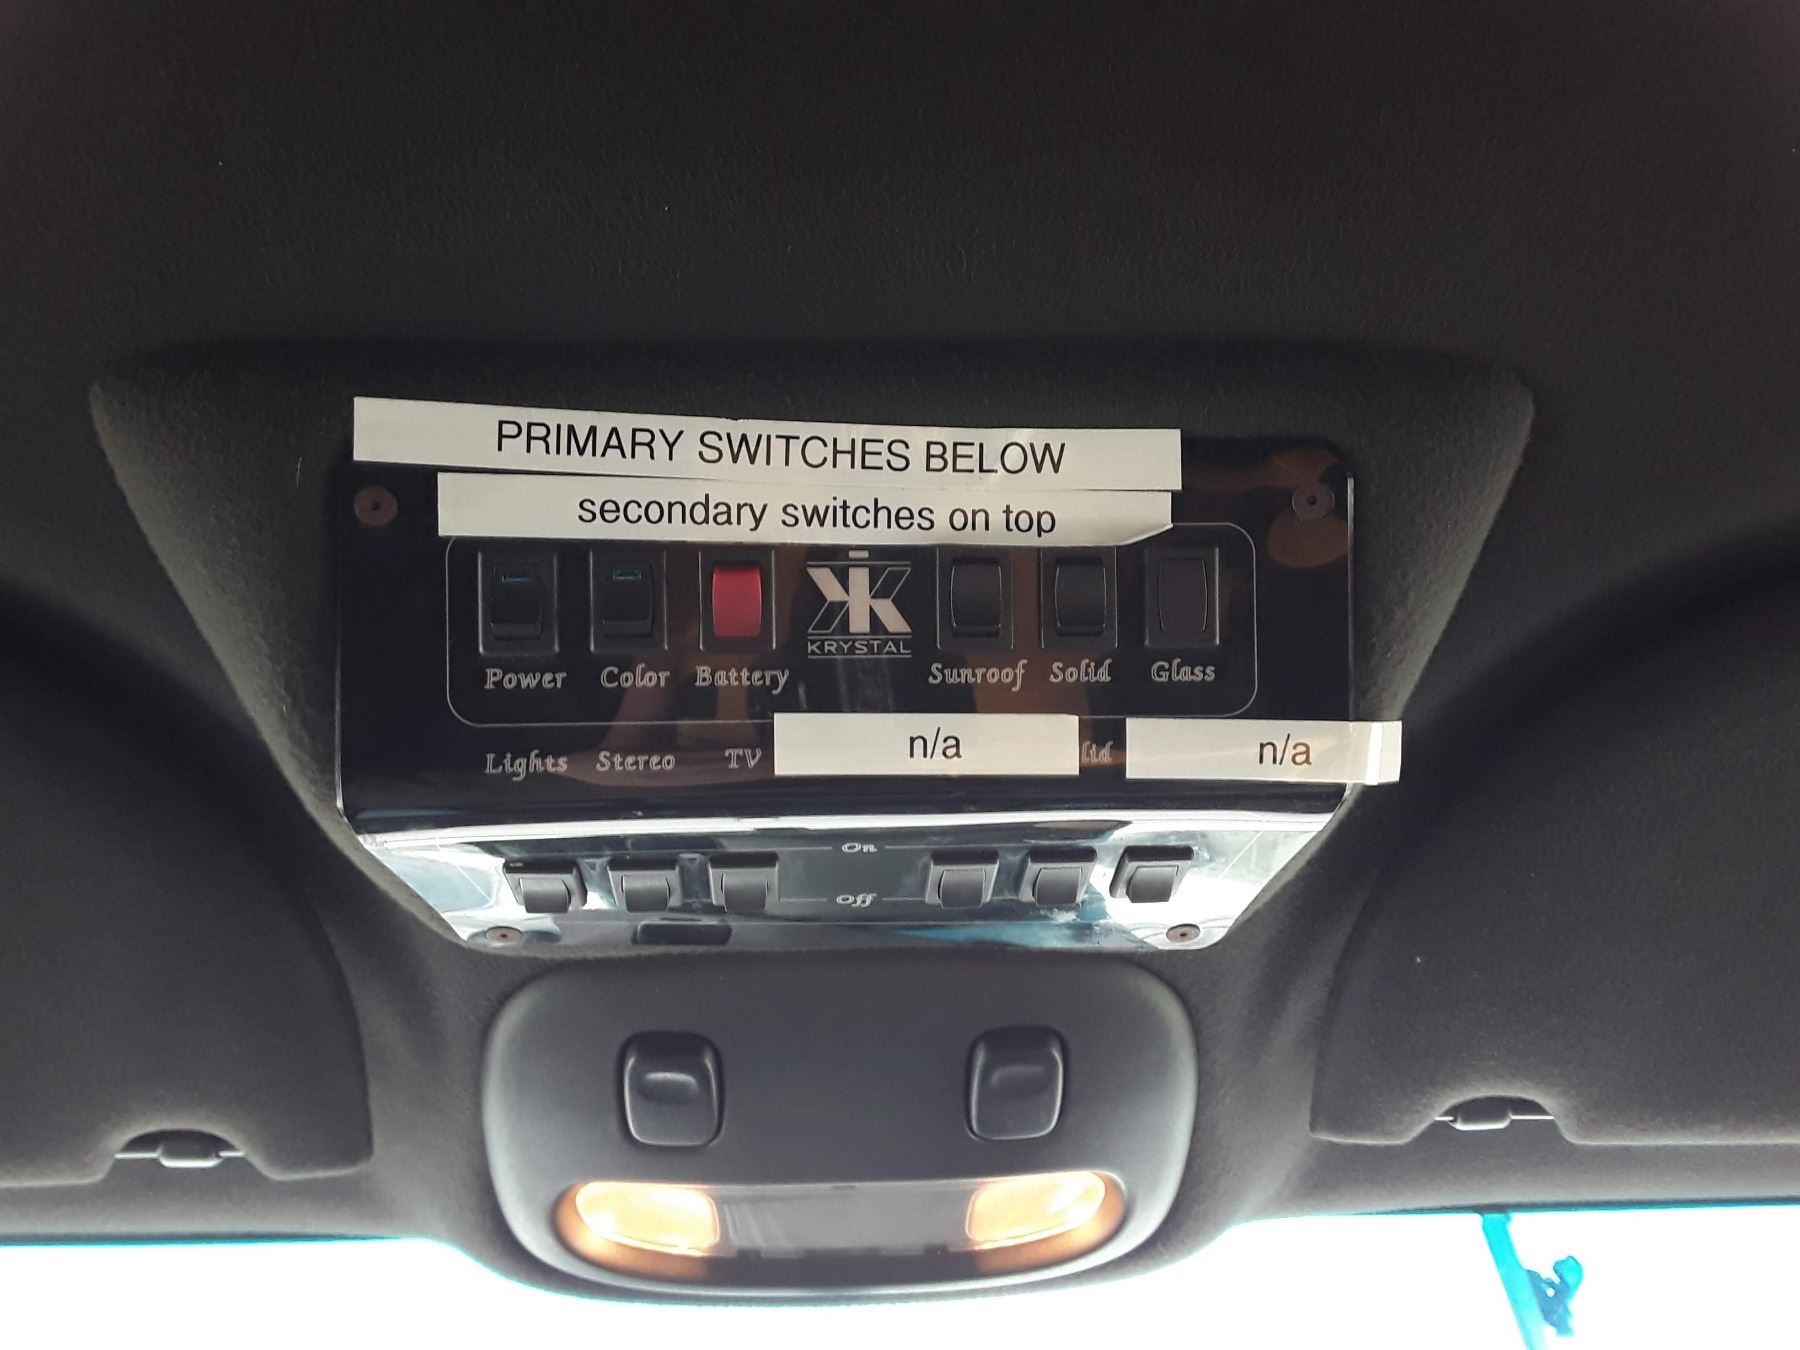 PRIMARY SWITCHES BELOW
secondary switches on top
KRYSTAL
Power Color Battery Sunroof Solid Glass
Lights Stereo TV n/a n/a
On
Off